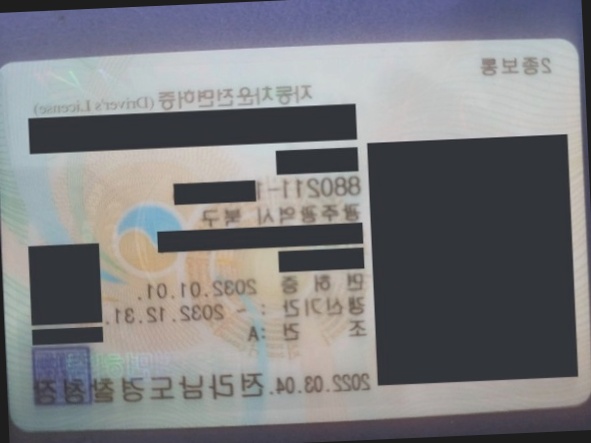 2종보통
자동차운전면허증 (Driver's License)
880211-1
광주광역시 북구
면 허 증 2032.01.01.
갱신기간 : ~ 2032.12.31.
조 건 :A
2022.03.04. 전라남도경찰청장